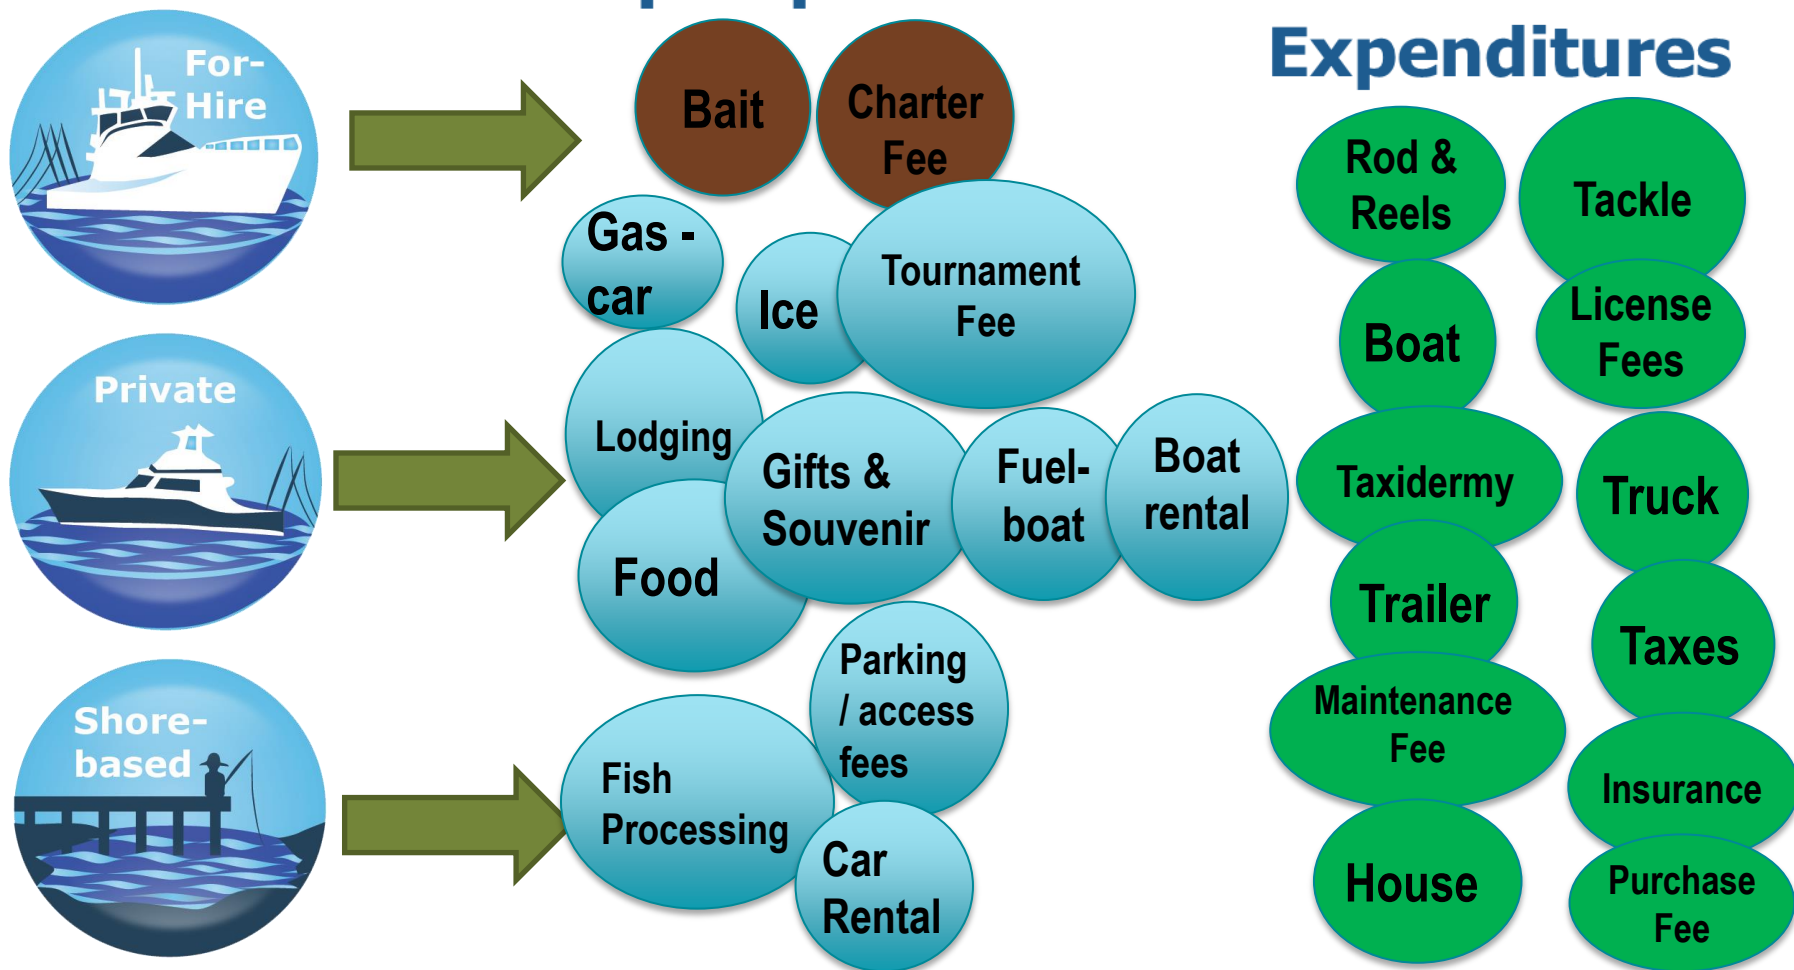 Expenditures
For-
Hire
Bait
Charter
Fee
Gas -
car
Ice
Tournament
Fee
Private
Lodging
Gifts &
Souvenir
Fuel-
boat
Boat
rental
Food
Shore-
based
Parking
/ access
fees
Fish
Processing
Car
Rental
Rod &
Reels
Tackle
Boat
License
Fees
Taxidermy
Truck
Trailer
Taxes
Maintenance
Fee
Insurance
House
Purchase
Fee